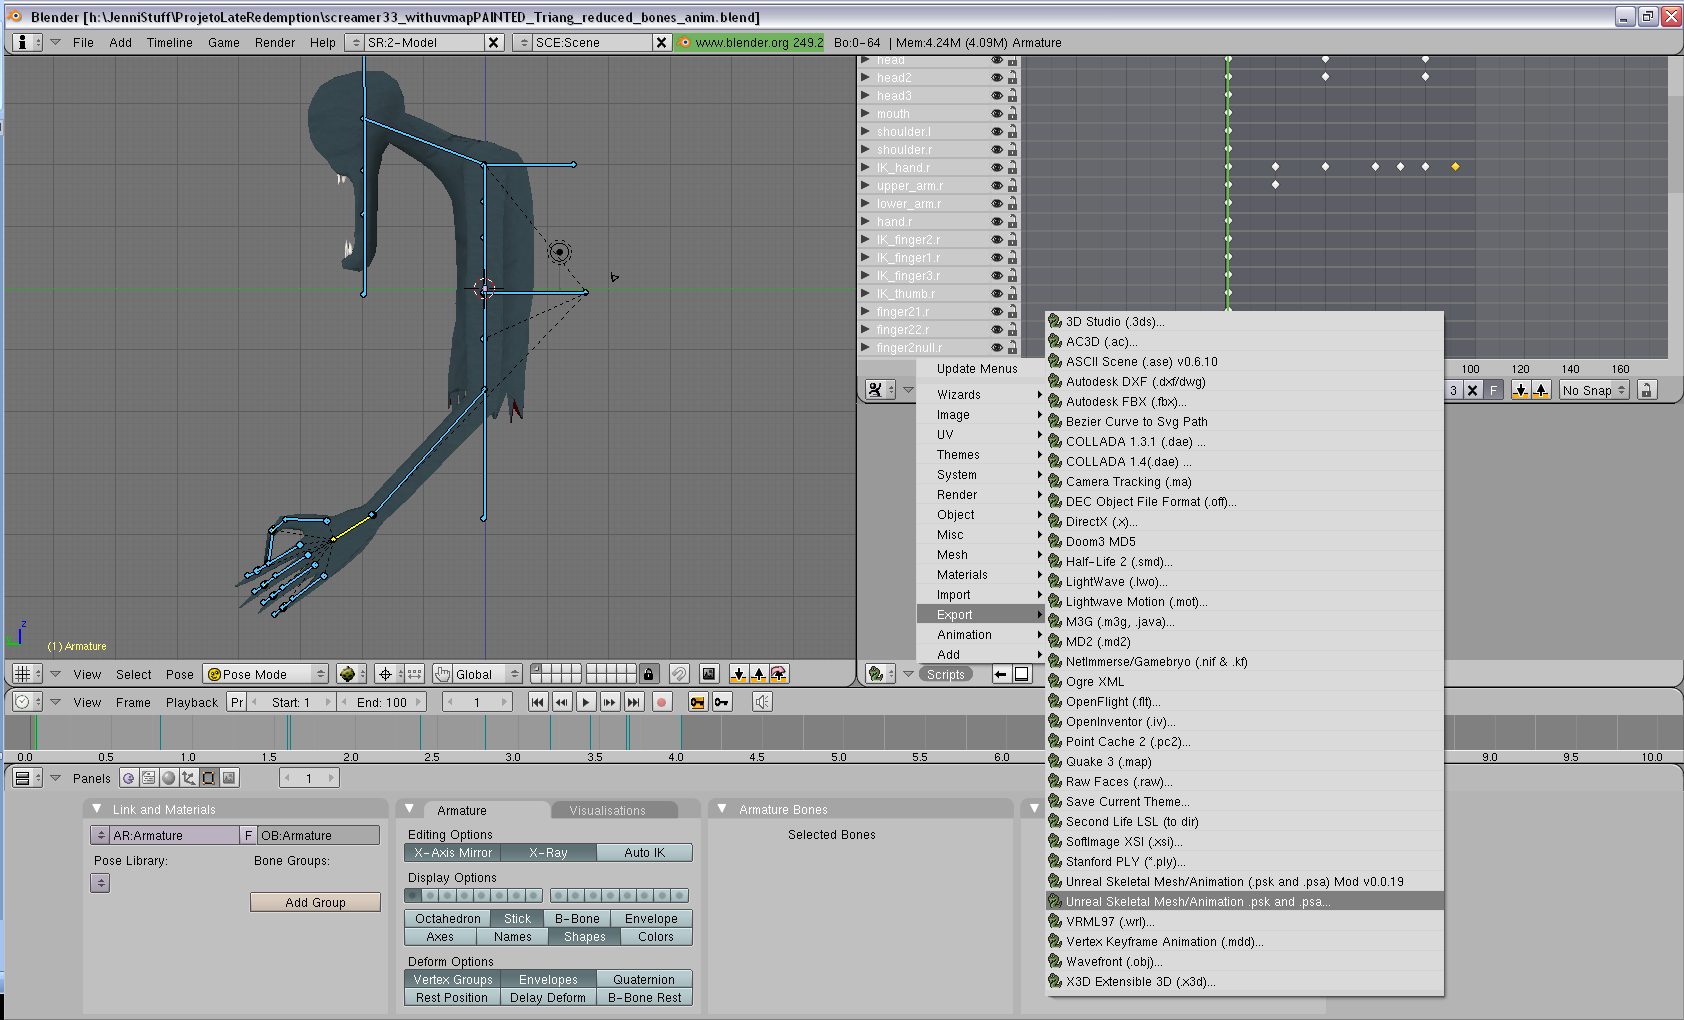 Blender [h:\JenniStuff\ProjetoLateRedemption\screamer33_withuvmapPAINTED_Triang_reduced_bones_anim.blend]
File Add Timeline Game Render Help SR:2-Model X SCE:Scene X www.blender.org 249.2 Bo:0-64 | Mem:4.24M (4.09M) Armature
head
head2
head3
mouth
shoulder.l
shoulder.r
IK_hand.r
upper_arm.r
lower_arm.r
hand.r
IK_finger2.r
IK_finger1.r
IK_finger3.r
IK_thumb.r
finger21.r
finger22.r
finger2null.r
100 120 140 160
3 X F No Snap
Update Menus
Wizards
Image
UV
Themes
System
Render
Object
Misc
Mesh
Materials
Import
Export
Animation
Add
3D Studio (.3ds)...
AC3D (.ac)...
ASCII Scene (.ase) v0.6.10
Autodesk DXF (.dxf/dwg)
Autodesk FBX (.fbx)...
Bezier Curve to Svg Path
COLLADA 1.3.1 (.dae) ...
COLLADA 1.4(.dae) ...
Camera Tracking (.ma)
DEC Object File Format (.off)...
DirectX (.x)...
Doom3 MD5
Half-Life 2 (.smd)...
LightWave (.lwo)...
Lightwave Motion (.mot)...
M3G (.m3g, .java)...
MD2 (.md2)
NetImmerse/Gamebryo (.nif & .kf)
Ogre XML
OpenFlight (.flt)...
OpenInventor (.iv)...
Point Cache 2 (.pc2)...
Quake 3 (.map)
Raw Faces (.raw)...
Save Current Theme...
Second Life LSL (to dir)
SoftImage XSI (.xsi)...
Stanford PLY (*.ply)...
Unreal Skeletal Mesh/Animation (.psk and .psa) Mod v0.0.19
Unreal Skeletal Mesh/Animation .psk and .psa...
VRML97 (.wrl)...
Vertex Keyframe Animation (.mdd)...
Wavefront (.obj)...
X3D Extensible 3D (.x3d)...
z
(1) Armature
View Select Pose Pose Mode Global
Scripts
View Frame Playback Pr Start: 1 End: 100 1
0.0 0.5 1.0 1.5 2.0 2.5 3.0 3.5 4.0 4.5 5.0 5.5 6.0 9.0 9.5 10.0
Panels 1
Link and Materials
AR:Armature F OB:Armature
Pose Library: Bone Groups:
Add Group
Armature Visualisations
Editing Options
X-Axis Mirror X-Ray Auto IK
Display Options
Octahedron Stick B-Bone Envelope
Axes Names Shapes Colors
Deform Options
Vertex Groups Envelopes Quaternion
Rest Position Delay Deform B-Bone Rest
Armature Bones
Selected Bones